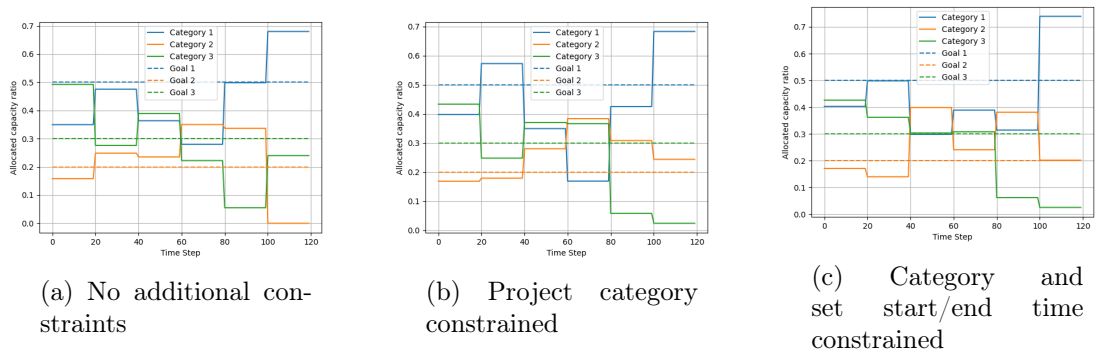 0.7
0.6
0.5
0.4
0.3
0.2
0.1
0.0
Allocated capacity ratio
Category 1
Category 2
Category 3
Goal 1
Goal 2
Goal 3
0 20 40 60 80 100 120
Time Step
(a) No additional con-
straints
0.7
0.6
0.5
0.4
0.3
0.2
0.1
0.0
Allocated capacity ratio
Category 1
Category 2
Category 3
Goal 1
Goal 2
Goal 3
0 20 40 60 80 100 120
Time Step
(b) Project category
constrained
0.7
0.6
0.5
0.4
0.3
0.2
0.1
0.0
Allocated capacity ratio
Category 1
Category 2
Category 3
Goal 1
Goal 2
Goal 3
0 20 40 60 80 100 120
Time Step
(c) Category and
set start/end time
constrained